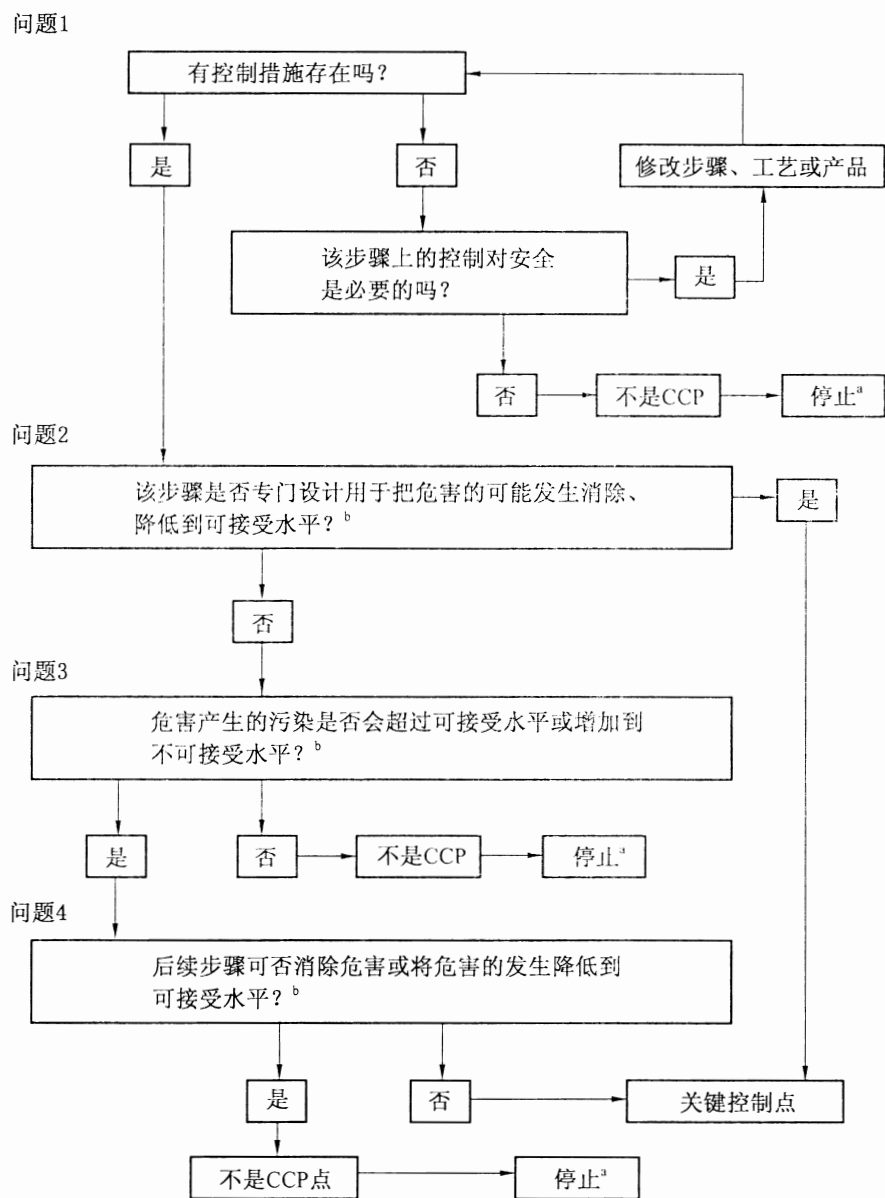 问题1
有控制措施存在吗?
是
否
修改步骤、工艺或产品
该步骤上的控制对安全
是必要的吗?
是
否
不是CCP
停止ᵃ
问题2
该步骤是否专门设计用于把危害的可能发生消除、
降低到可接受水平?ᵇ
是
否
问题3
危害产生的污染是否会超过可接受水平或增加到
不可接受水平?ᵇ
是
否
不是CCP
停止ᵃ
问题4
后续步骤可否消除危害或将危害的发生降低到
可接受水平?ᵇ
是
否
关键控制点
不是CCP点
停止ᵃ